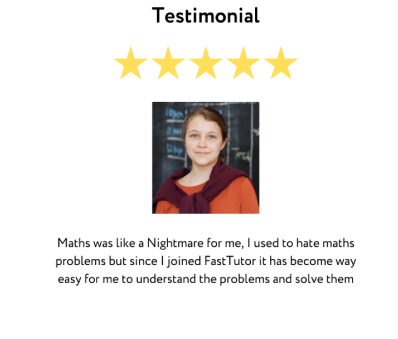 Testimonial
Maths was like a Nightmare for me, I used to hate maths
problems but since I joined FastTutor it has become way
easy for me to understand the problems and solve them